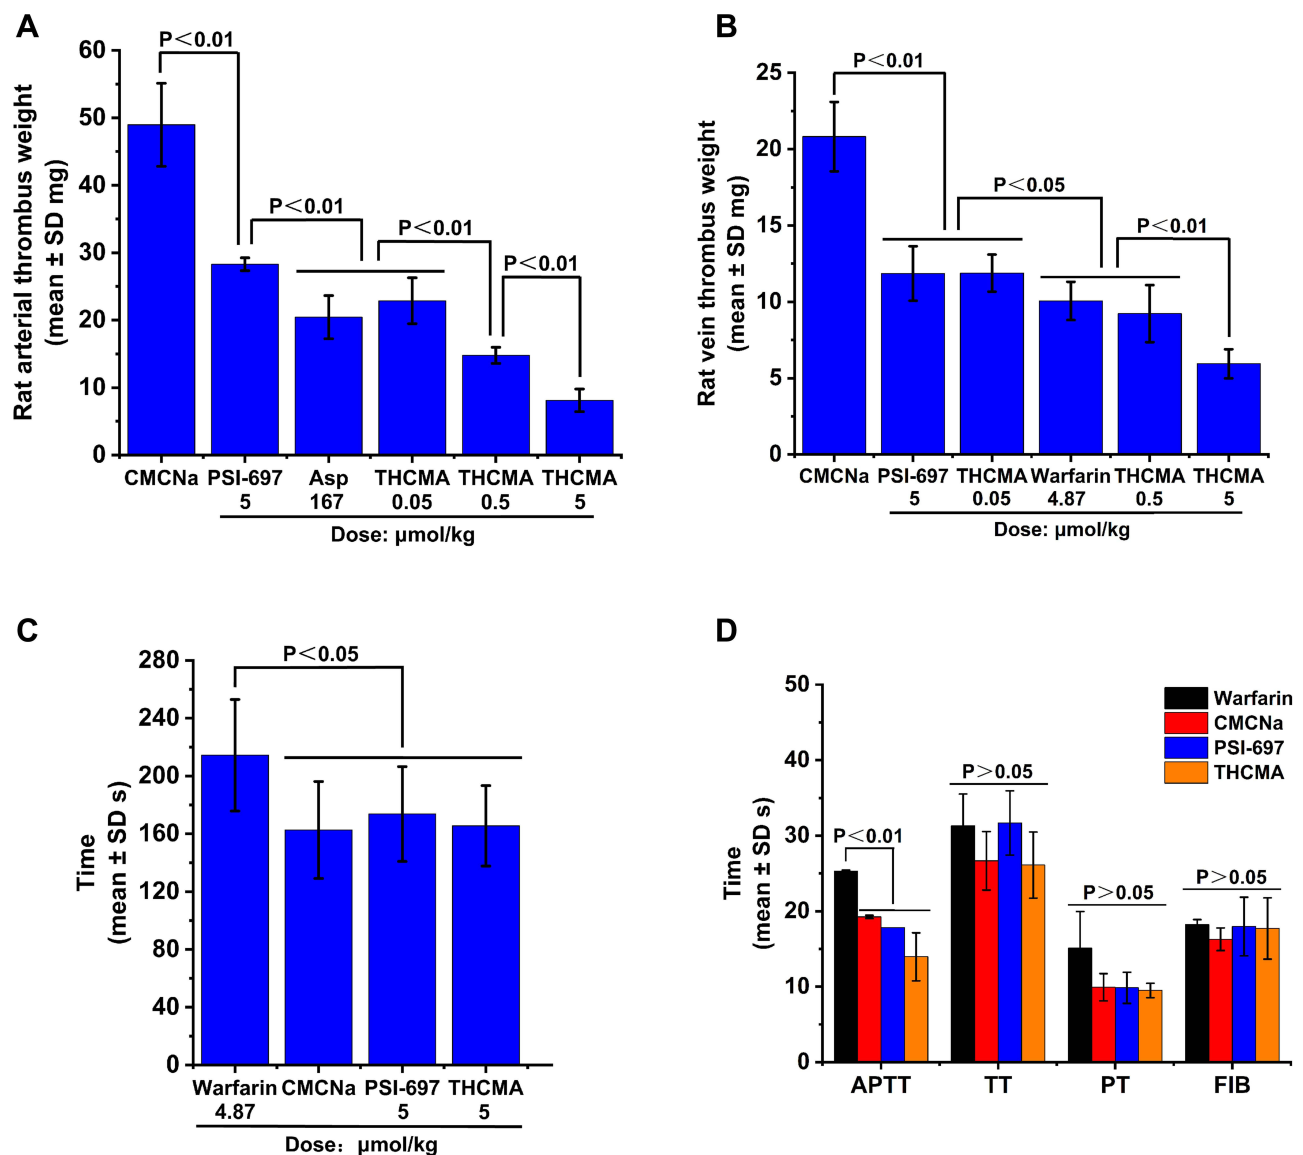 A
Rat arterial thrombus weight
(mean ± SD mg)
60
50
40
30
20
10
0
P<0.01
P<0.01
P<0.01
P<0.01
CMCNa PSI-697 Asp THCMA THCMA THCMA
5 167 0.05 0.5 5
Dose: µmol/kg
B
Rat vein thrombus weight
(mean ± SD mg)
25
20
15
10
5
0
P<0.01
P<0.05
P<0.01
CMCNa PSI-697 THCMA Warfarin THCMA THCMA
5 0.05 4.87 0.5 5
Dose: µmol/kg
C
Time
(mean ± SD s)
280
240
200
160
120
80
40
0
P<0.05
Warfarin CMCNa PSI-697 THCMA
4.87 5 5
Dose: µmol/kg
D
Time
(mean ± SD s)
50
40
30
20
10
0
Warfarin
CMCNa
PSI-697
THCMA
P<0.01
P>0.05
P>0.05
P>0.05
APTT TT PT FIB